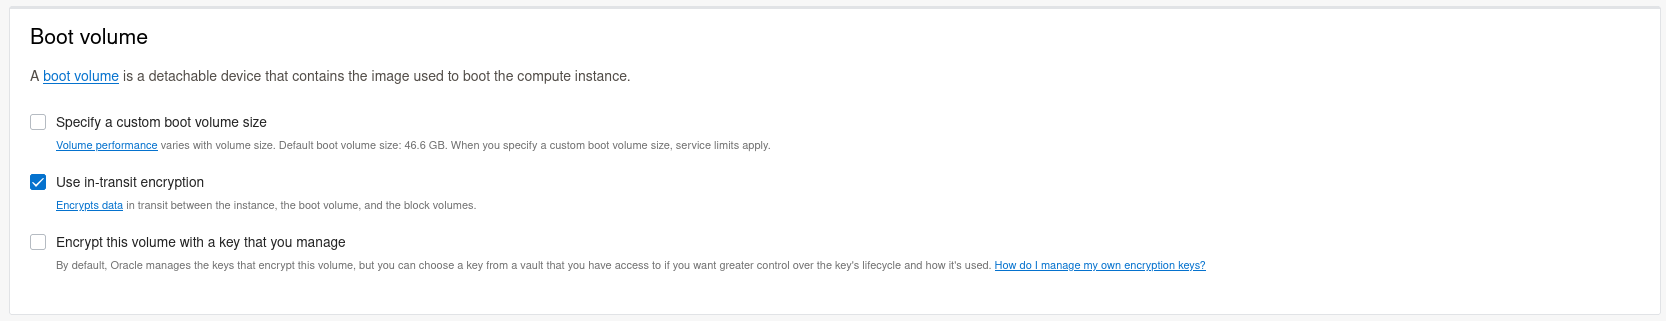 Boot volume
A boot volume is a detachable device that contains the image used to boot the compute instance.
Specify a custom boot volume size
Volume performance varies with volume size. Default boot volume size: 46.6 GB. When you specify a custom boot volume size, service limits apply.
Use in-transit encryption
Encrypts data in transit between the instance, the boot volume, and the block volumes.
Encrypt this volume with a key that you manage
By default, Oracle manages the keys that encrypt this volume, but you can choose a key from a vault that you have access to if you want greater control over the key's lifecycle and how it's used. How do I manage my own encryption keys?